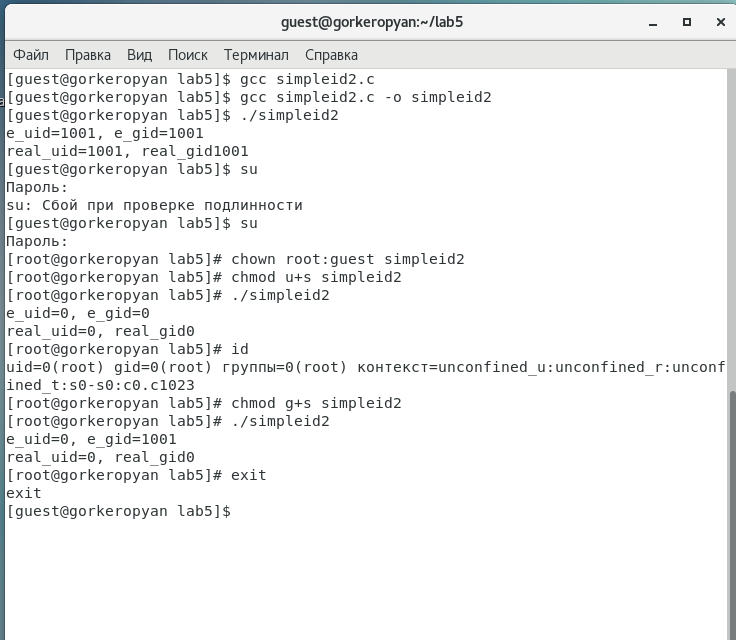 guest@gorkeropyan:~/lab5
Файл Правка Вид Поиск Терминал Справка
[guest@gorkeropyan lab5]$ gcc simpleid2.c
[guest@gorkeropyan lab5]$ gcc simpleid2.c -o simpleid2
[guest@gorkeropyan lab5]$ ./simpleid2
e_uid=1001, e_gid=1001
real_uid=1001, real_gid1001
[guest@gorkeropyan lab5]$ su
Пароль:
su: Сбой при проверке подлинности
[guest@gorkeropyan lab5]$ su
Пароль:
[root@gorkeropyan lab5]# chown root:guest simpleid2
[root@gorkeropyan lab5]# chmod u+s simpleid2
[root@gorkeropyan lab5]# ./simpleid2
e_uid=0, e_gid=0
real_uid=0, real_gid0
[root@gorkeropyan lab5]# id
uid=0(root) gid=0(root) группы=0(root) контекст=unconfined_u:unconfined_r:unconf
ined_t:s0-s0:c0.c1023
[root@gorkeropyan lab5]# chmod g+s simpleid2
[root@gorkeropyan lab5]# ./simpleid2
e_uid=0, e_gid=1001
real_uid=0, real_gid0
[root@gorkeropyan lab5]# exit
exit
[guest@gorkeropyan lab5]$